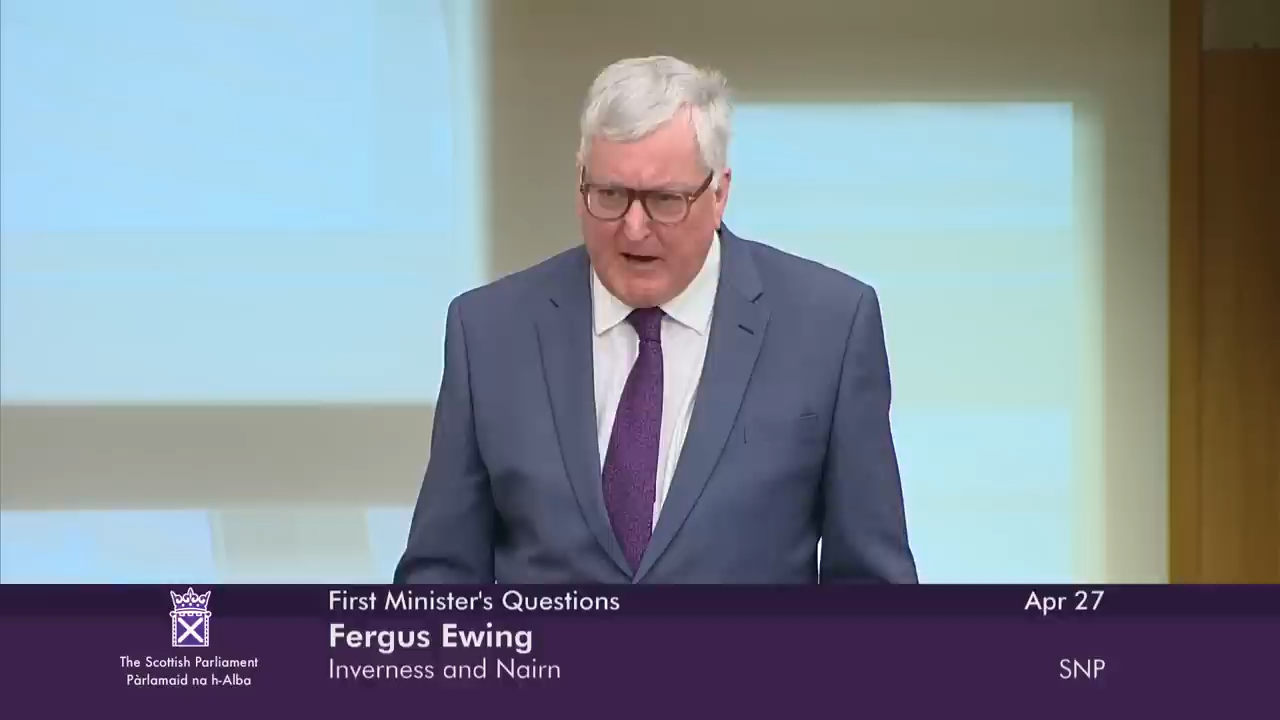 First Minister's Questions
Apr 27
Fergus Ewing
Inverness and Nairn
SNP
The Scottish Parliament
Pàrlamaid na h-Alba